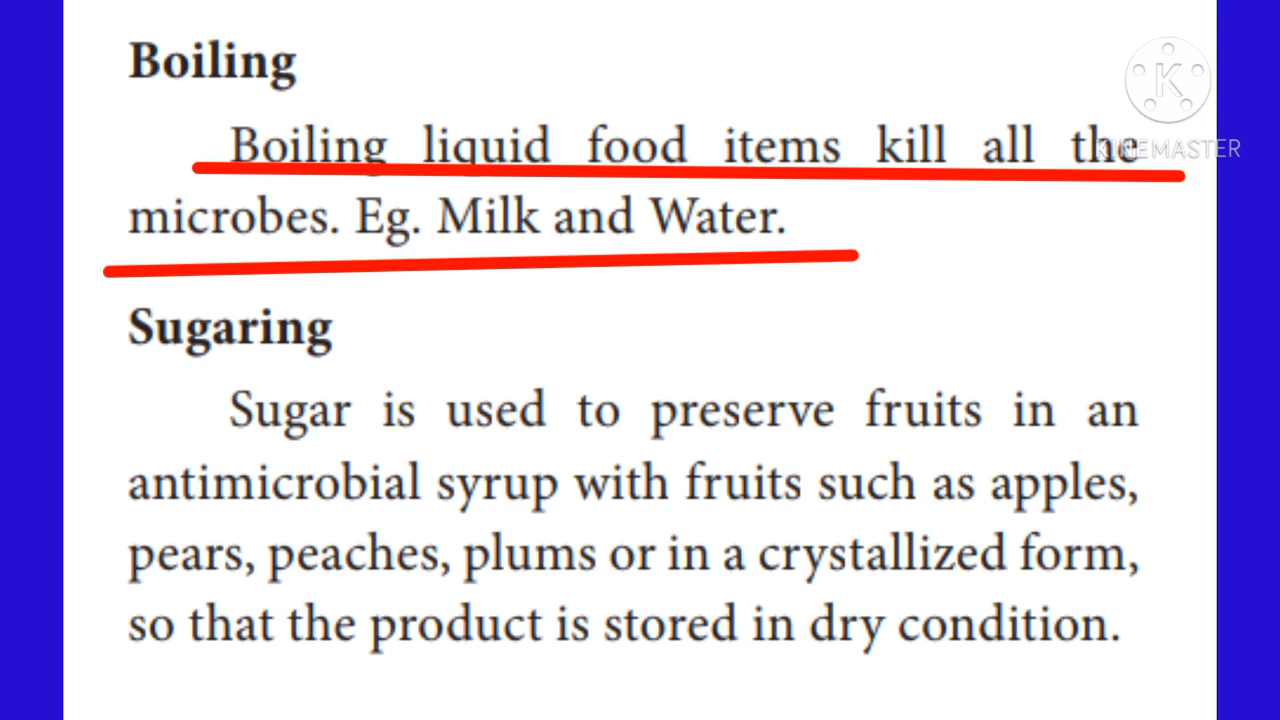 Boiling
Boiling liquid food items kill all the
KINEMASTER
microbes. Eg. Milk and Water.
Sugaring
Sugar is used to preserve fruits in an
antimicrobial syrup with fruits such as apples,
pears, peaches, plums or in a crystallized form,
so that the product is stored in dry condition.